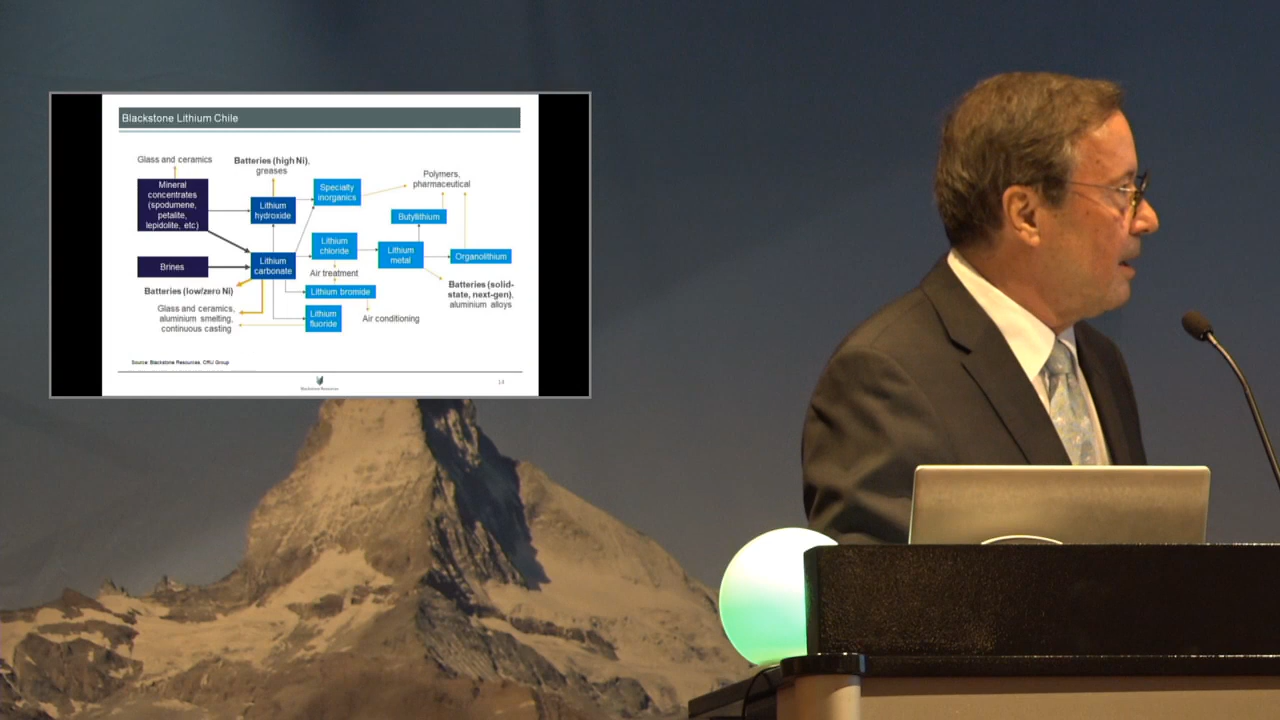 Blackstone Lithium Chile
Glass and ceramics
Batteries (high Ni),
greases
Mineral
concentrates
(spodumene,
petalite,
lepidolite, etc)
Lithium
hydroxide
Specialty
inorganics
Polymers,
pharmaceutical
Butyllithium
Lithium
chloride
Lithium
metal
Organolithium
Brines
Lithium
carbonate
Air treatment
Batteries (low/zero Ni)
Lithium bromide
Batteries (solid-
state, next-gen),
aluminium alloys
Glass and ceramics,
aluminium smelting,
continuous casting
Lithium
fluoride
Air conditioning
Source: Blackstone Resources, CRU Group
Blackstone Resources
14